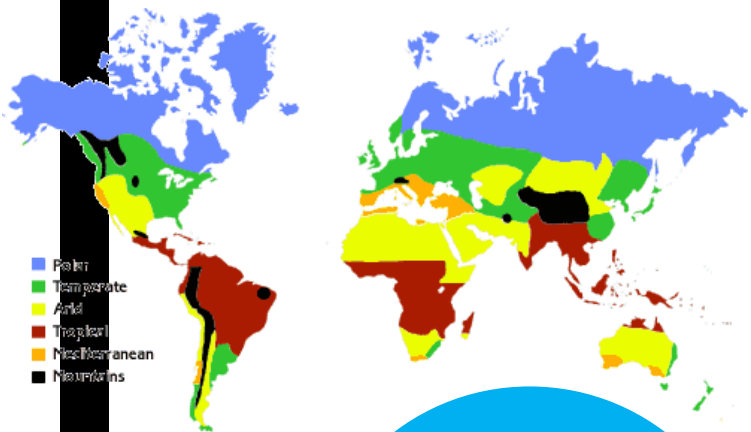 Polar
Temperate
Arid
Tropical
Mediterranean
Mountains